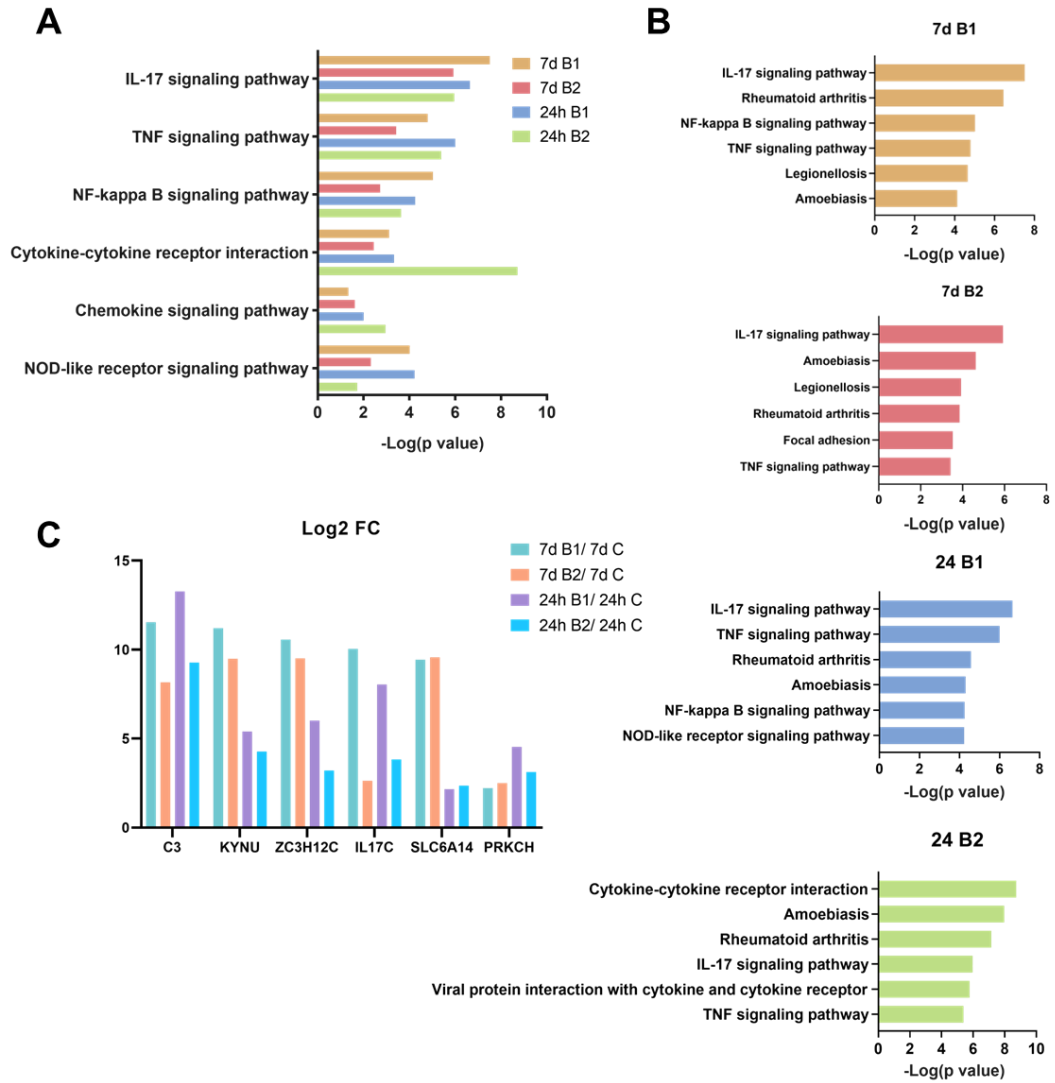 A
IL-17 signaling pathway
TNF signaling pathway
NF-kappa B signaling pathway
Cytokine-cytokine receptor interaction
Chemokine signaling pathway
NOD-like receptor signaling pathway
0 2 4 6 8 10
-Log(p value)
7d B1
7d B2
24h B1
24h B2
B
7d B1
IL-17 signaling pathway
Rheumatoid arthritis
NF-kappa B signaling pathway
TNF signaling pathway
Legionellosis
Amoebiasis
0 2 4 6 8
-Log(p value)
7d B2
IL-17 signaling pathway
Amoebiasis
Legionellosis
Rheumatoid arthritis
Focal adhesion
TNF signaling pathway
0 2 4 6 8
-Log(p value)
24 B1
IL-17 signaling pathway
TNF signaling pathway
Rheumatoid arthritis
Amoebiasis
NF-kappa B signaling pathway
NOD-like receptor signaling pathway
0 2 4 6 8
-Log(p value)
24 B2
Cytokine-cytokine receptor interaction
Amoebiasis
Rheumatoid arthritis
IL-17 signaling pathway
Viral protein interaction with cytokine and cytokine receptor
TNF signaling pathway
0 2 4 6 8 10
-Log(p value)
C
Log2 FC
15
10
5
0
C3 KYNU ZC3H12C IL17C SLC6A14 PRKCH
7d B1/ 7d C
7d B2/ 7d C
24h B1/ 24h C
24h B2/ 24h C